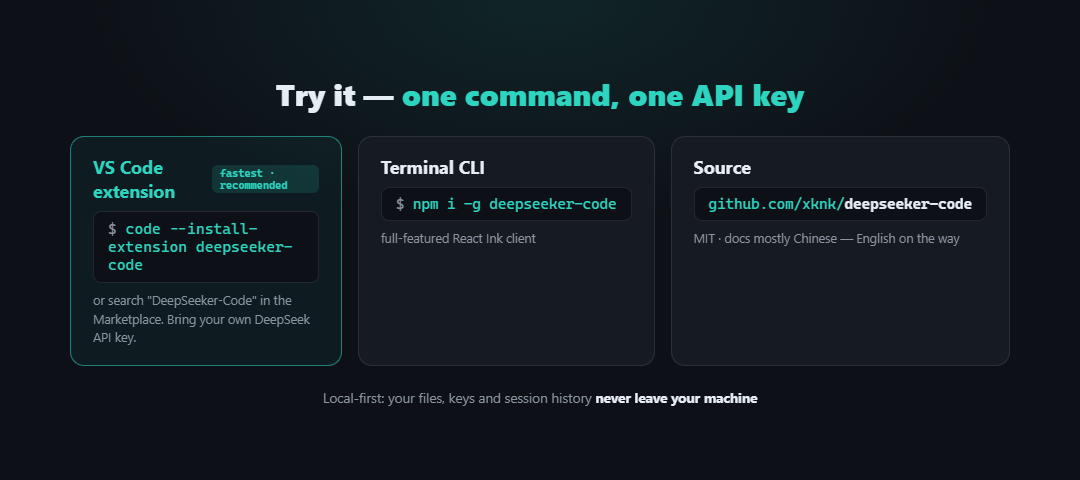 Try it — one command, one API key
VS Code
extension
fastest ·
recommended
$ code --install-
extension deepseeker-
code
or search "DeepSeeker-Code" in the
Marketplace. Bring your own DeepSeek
API key.
Terminal CLI
$ npm i -g deepseeker-code
full-featured React Ink client
Source
github.com/xknk/deepseeker-code
MIT · docs mostly Chinese — English on the way
Local-first: your files, keys and session history never leave your machine